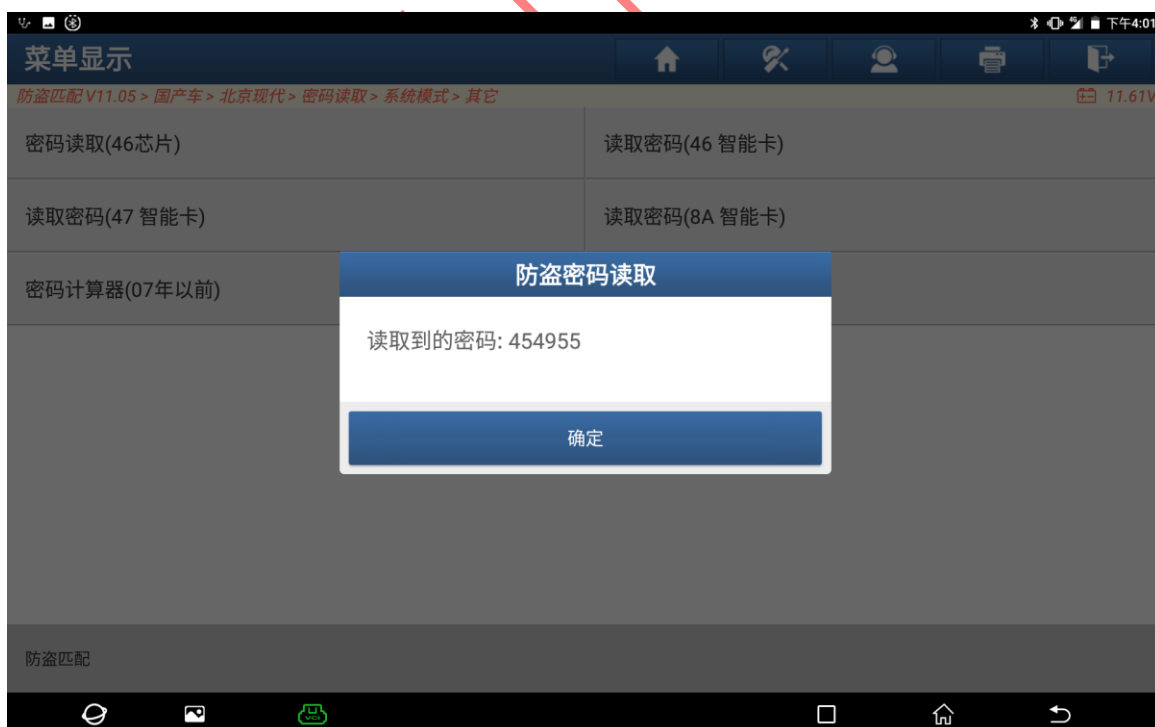 下午4:01
菜单显示
防盗匹配 V11.05 > 国产车 > 北京现代 > 密码读取 > 系统模式 > 其它
11.61V
密码读取(46芯片)
读取密码(46 智能卡)
读取密码(47 智能卡)
读取密码(8A 智能卡)
密码计算器(07年以前)
防盗密码读取
读取到的密码: 454955
确定
防盗匹配
VCI